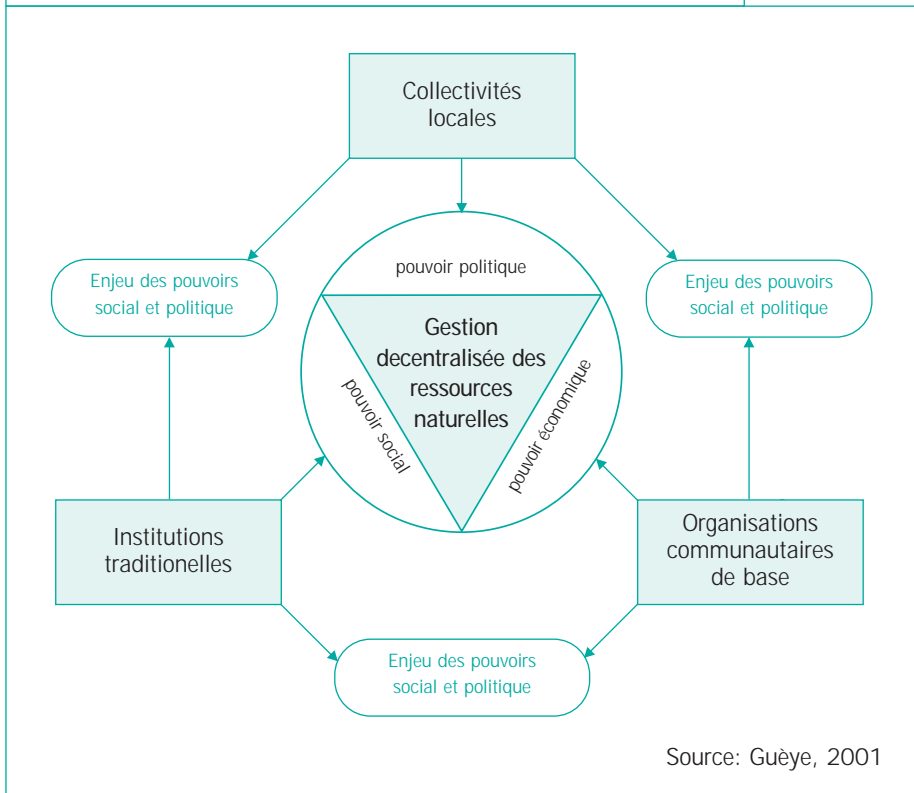 Collectivités
locales
Enjeu des pouvoirs
social et politique
pouvoir politique
Enjeu des pouvoirs
social et politique
Gestion
decentralisée des
ressources
naturelles
pouvoir social
pouvoir économique
Institutions
traditionelles
Organisations
communautaires
de base
Enjeu des pouvoirs
social et politique
Source: Guèye, 2001